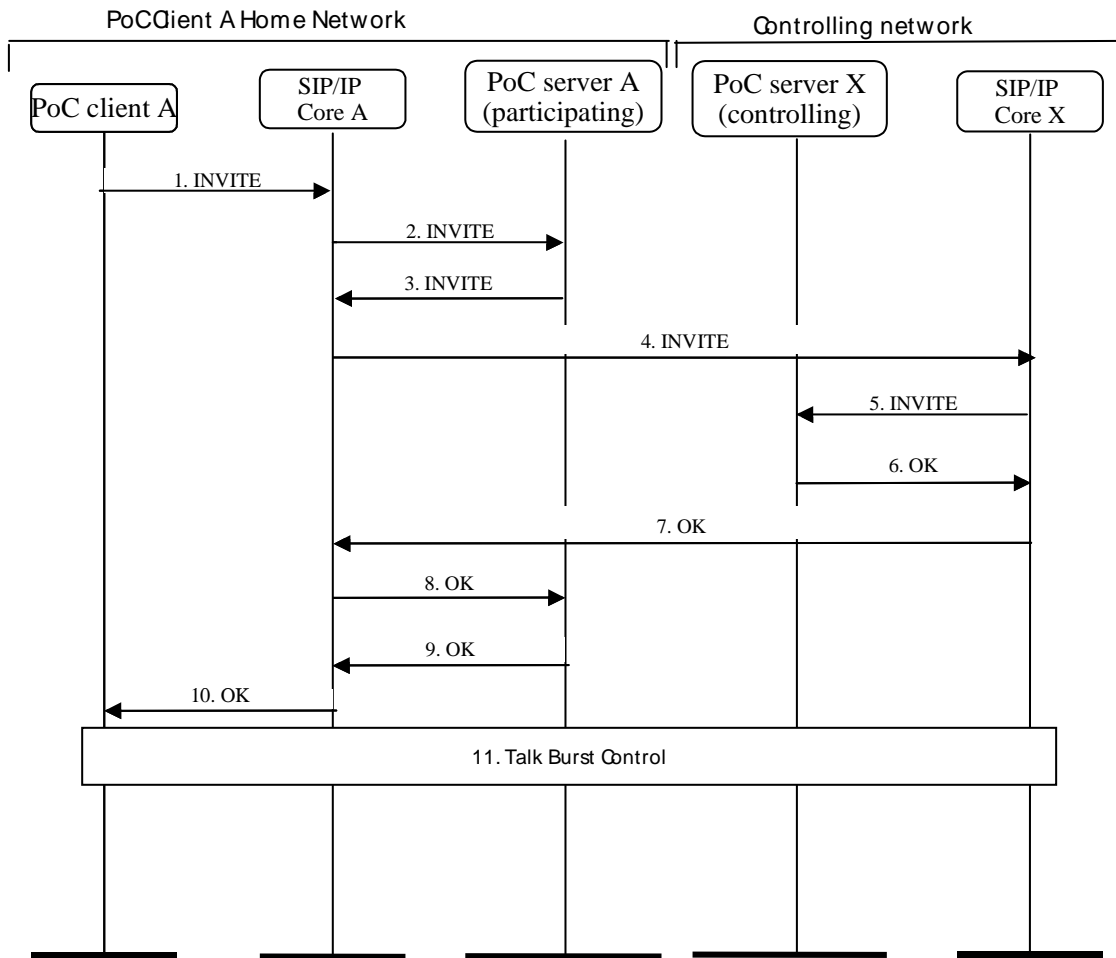 PoCClient A Home Network
Controlling network
PoC client A
SIP/IP
Core A
PoC server A
(participating)
PoC server X
(controlling)
SIP/IP
Core X
1. INVITE
2. INVITE
3. INVITE
4. INVITE
5. INVITE
6. OK
7. OK
8. OK
9. OK
10. OK
11. Talk Burst Control